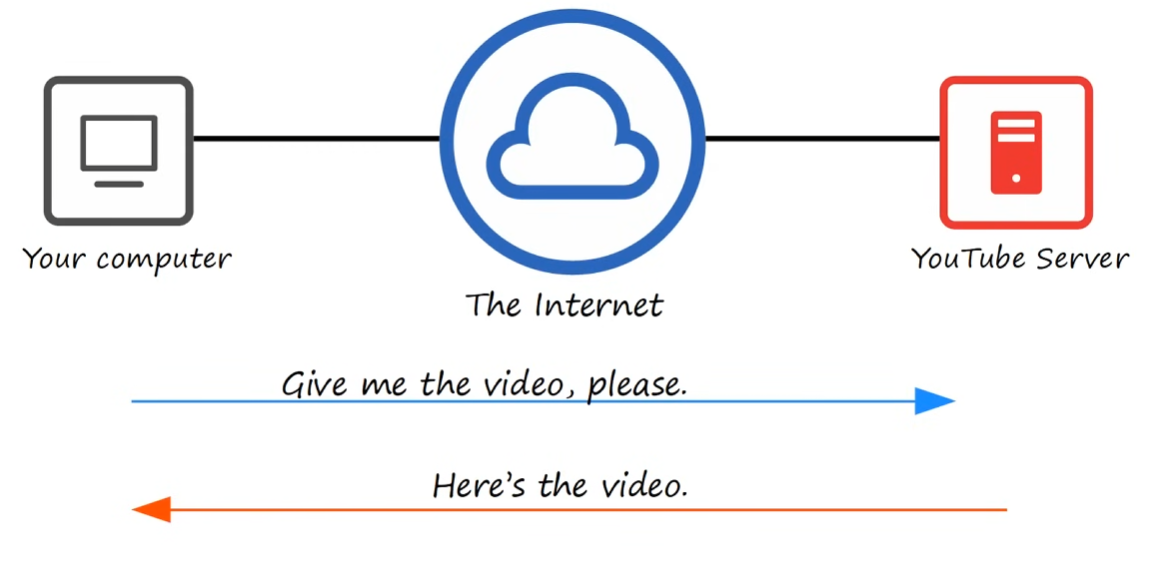 Your computer
The Internet
YouTube Server
Give me the video, please.
Here's the video.